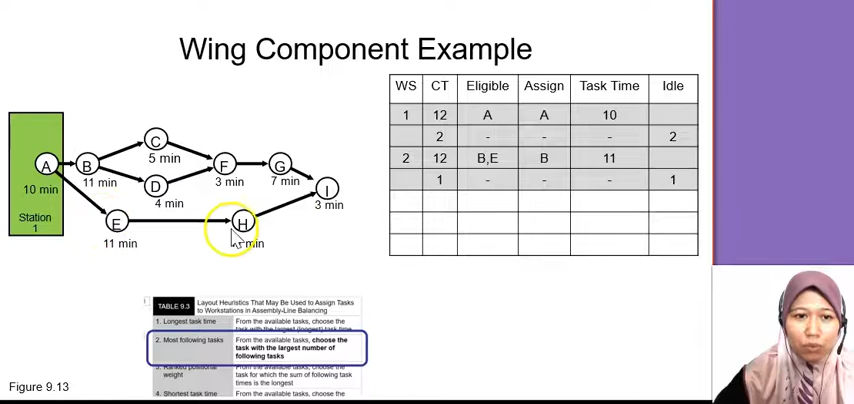 Wing Component Example
WS CT Eligible Assign Task Time Idle
1 12 A A 10
2 - - - 2
2 12 B,E B 11
1 - - - 1
C
5 min
A B F G
10 min 11 min 3 min 7 min
D
4 min
I
3 min
Station
1
E H
11 min min
TABLE 9.3 Layout Heuristics That May Be Used to Assign Tasks
to Workstations in Assembly-Line Balancing
1. Longest task time From the available tasks, choose the
task with the largest (longest) task time
2. Most following tasks From the available tasks, choose the
task with the largest number of
following tasks
3. Ranked positional From the available tasks, choose the
weight task for which the sum of following task
times is the longest
4. Shortest task time From the available tasks, choose the
Figure 9.13